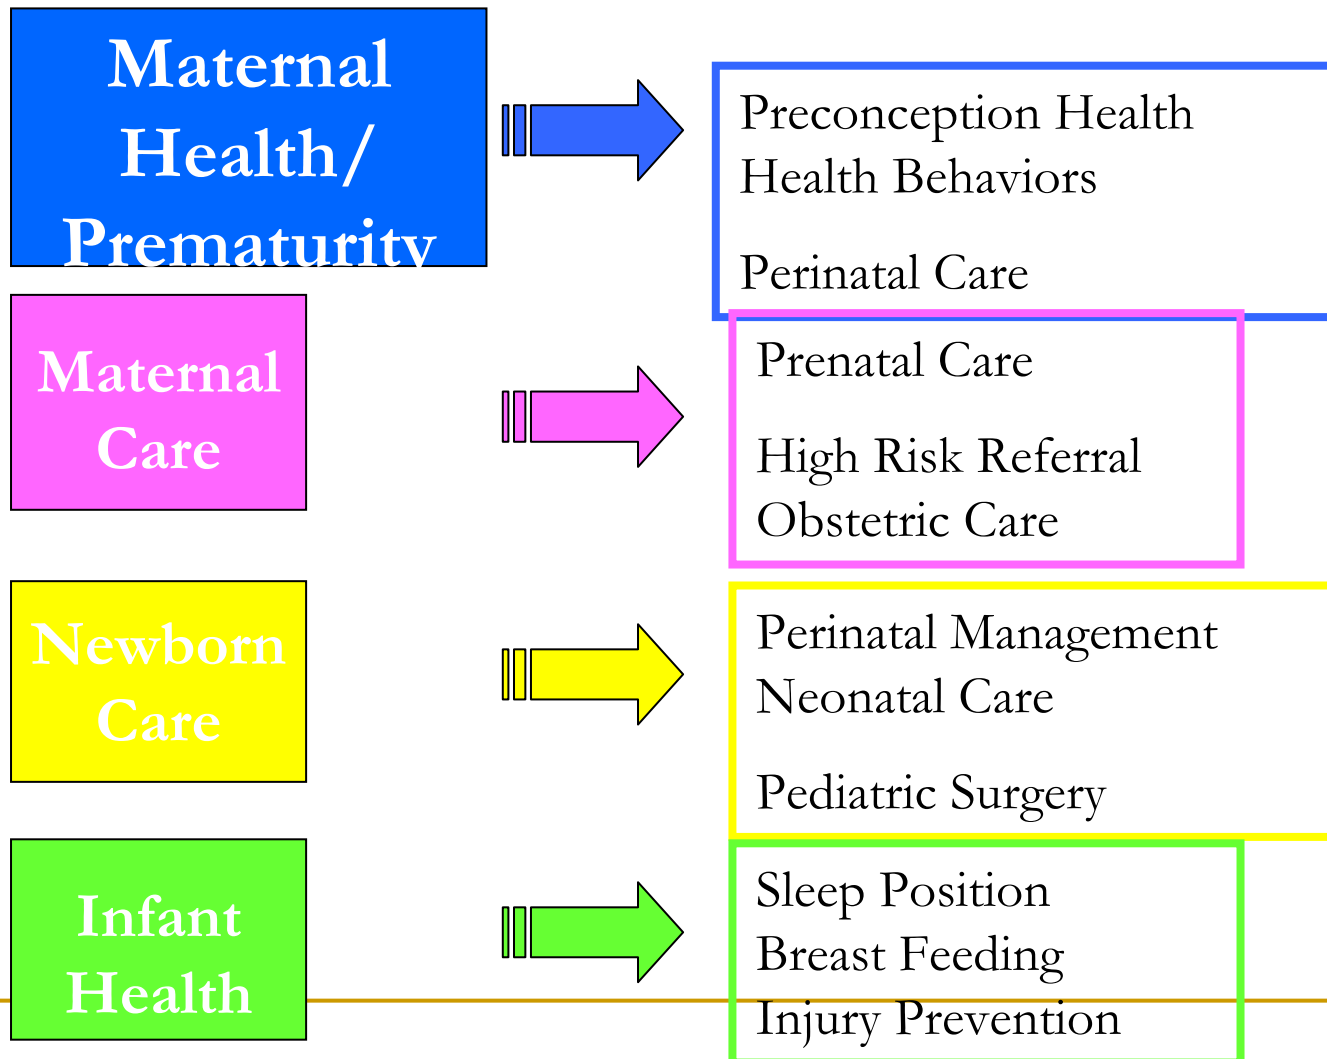 Maternal
Health/
Prematurity
Preconception Health
Health Behaviors
Perinatal Care
Maternal
Care
Prenatal Care
High Risk Referral
Obstetric Care
Newborn
Care
Perinatal Management
Neonatal Care
Pediatric Surgery
Infant
Health
Sleep Position
Breast Feeding
Injury Prevention